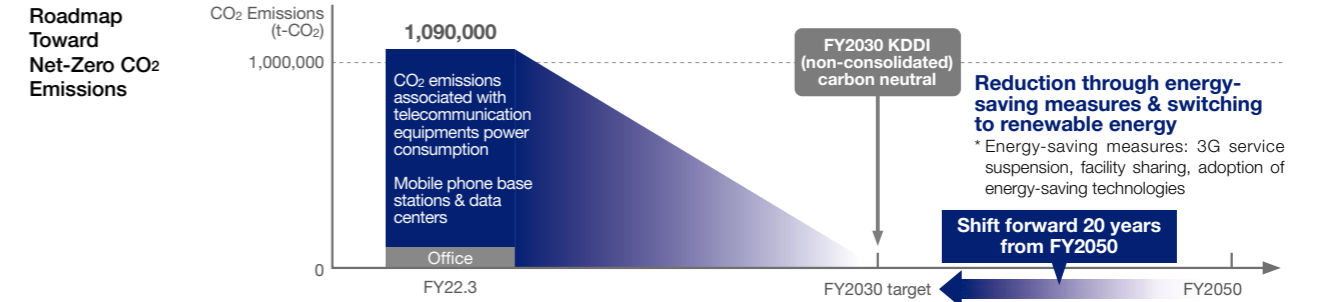 Roadmap
Toward
Net-Zero CO2
Emissions
CO2 Emissions
(t-CO2)
1,090,000
1,000,000
CO2 emissions
associated with
telecommunication
equipments power
consumption
Mobile phone base
stations & data
centers
Office
0
FY22.3
FY2030 KDDI
(non-consolidated)
carbon neutral
Reduction through energy-
saving measures & switching
to renewable energy
* Energy-saving measures: 3G service
suspension, facility sharing, adoption of
energy-saving technologies
Shift forward 20 years
from FY2050
FY2030 target
FY2050